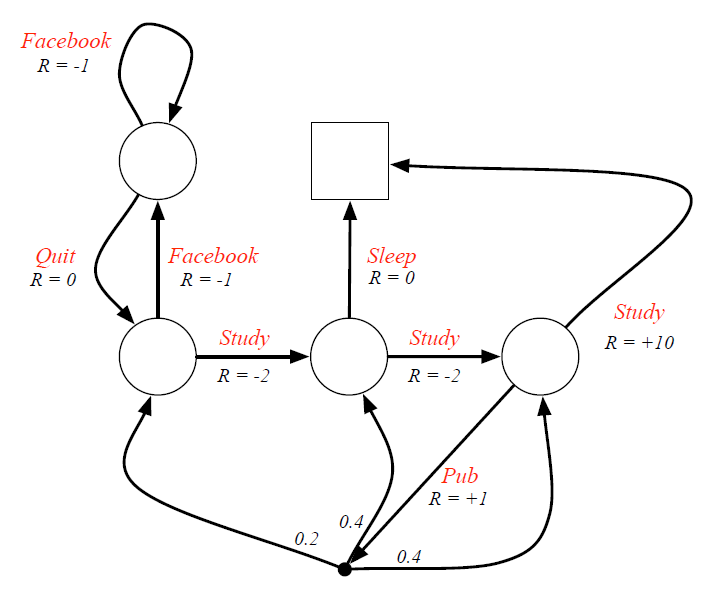 Facebook
R = -1
Quit
R = 0
Facebook
R = -1
Sleep
R = 0
Study
R = +10
Study
R = -2
Study
R = -2
Pub
R = +1
0.2
0.4
0.4